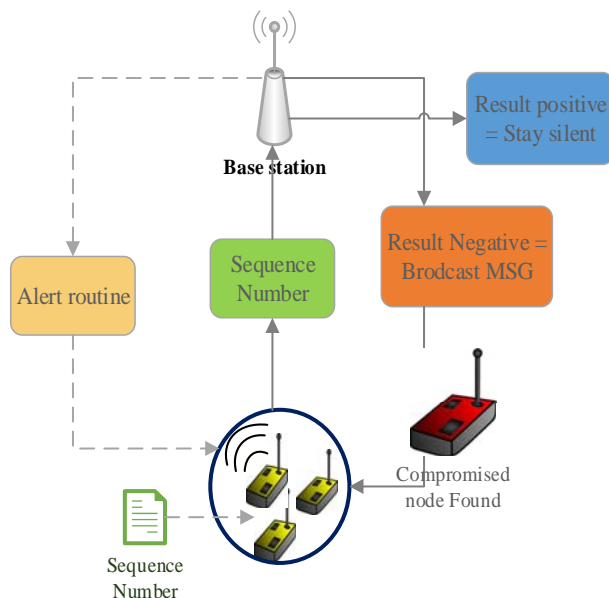 Base station
Result positive
= Stay silent
Sequence
Number
Result Negative =
Brodcast MSG
Alert routine
Compromised
node Found
Sequence
Number